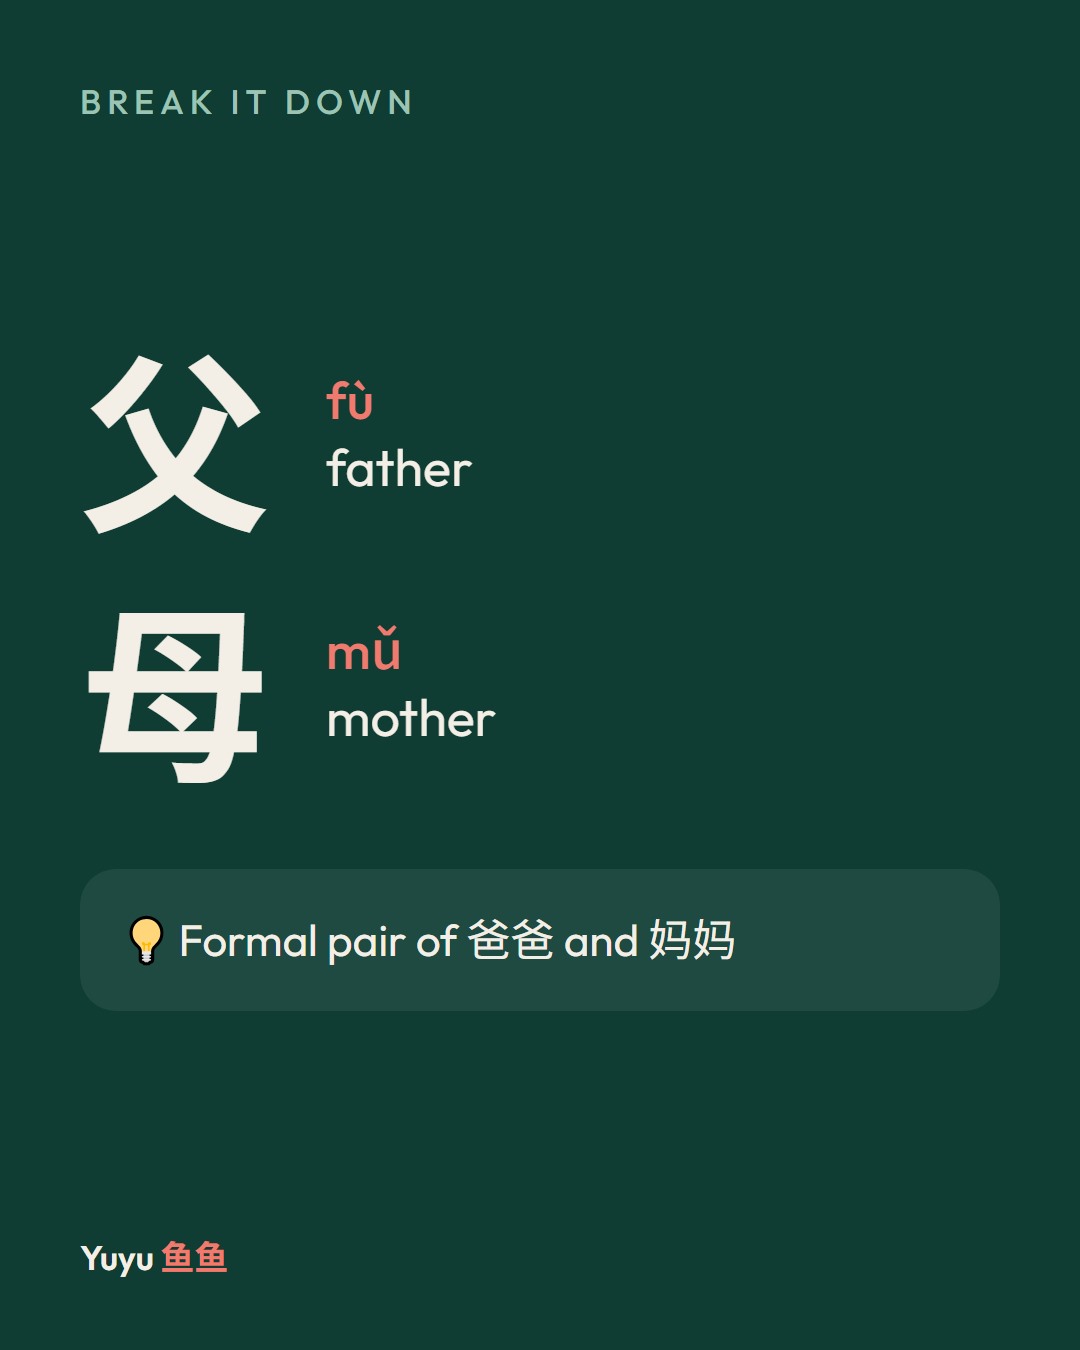 BREAK IT DOWN
父
fù
father
母
mǔ
mother
💡 Formal pair of 爸爸 and 妈妈
Yuyu 鱼鱼